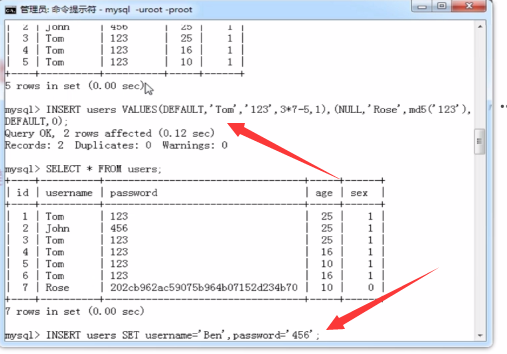 管理员: 命令提示符 - mysql  -uroot -proot
|  2 | John     | 456      |   25 |    1 |
|  3 | Tom      | 123      |   25 |    1 |
|  4 | Tom      | 123      |   16 |    1 |
|  5 | Tom      | 123      |   10 |    1 |
+----+----------+----------+------+------+
5 rows in set (0.00 sec)
mysql> INSERT users VALUES(DEFAULT,'Tom','123',3*7-5,1),(NULL,'Rose',md5('123'),
DEFAULT,0);
Query OK, 2 rows affected (0.12 sec)
Records: 2  Duplicates: 0  Warnings: 0
mysql> SELECT * FROM users;
+----+----------+----------------------------------+-----+------+
| id | username | password                         | age | sex  |
+----+----------+----------------------------------+-----+------+
|  1 | Tom      | 123                              |  25 |    1 |
|  2 | John     | 456                              |  25 |    1 |
|  3 | Tom      | 123                              |  25 |    1 |
|  4 | Tom      | 123                              |  16 |    1 |
|  5 | Tom      | 123                              |  10 |    1 |
|  6 | Tom      | 123                              |  16 |    1 |
|  7 | Rose     | 202cb962ac59075b964b07152d234b70 |  10 |    0 |
+----+----------+----------------------------------+-----+------+
7 rows in set (0.00 sec)
mysql> INSERT users SET username='Ben',password='456';